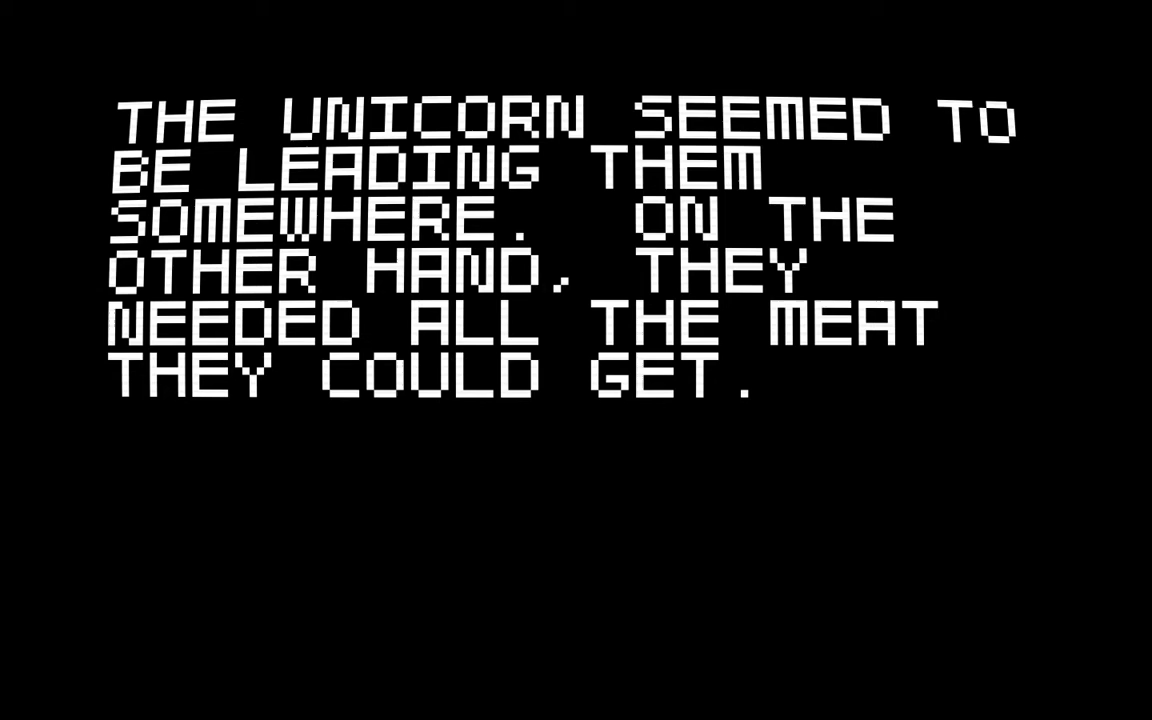 THE UNICORN SEEMED TO
BE LEADING THEM
SOMEWHERE.  ON THE
OTHER HAND, THEY
NEEDED ALL THE MEAT
THEY COULD GET.